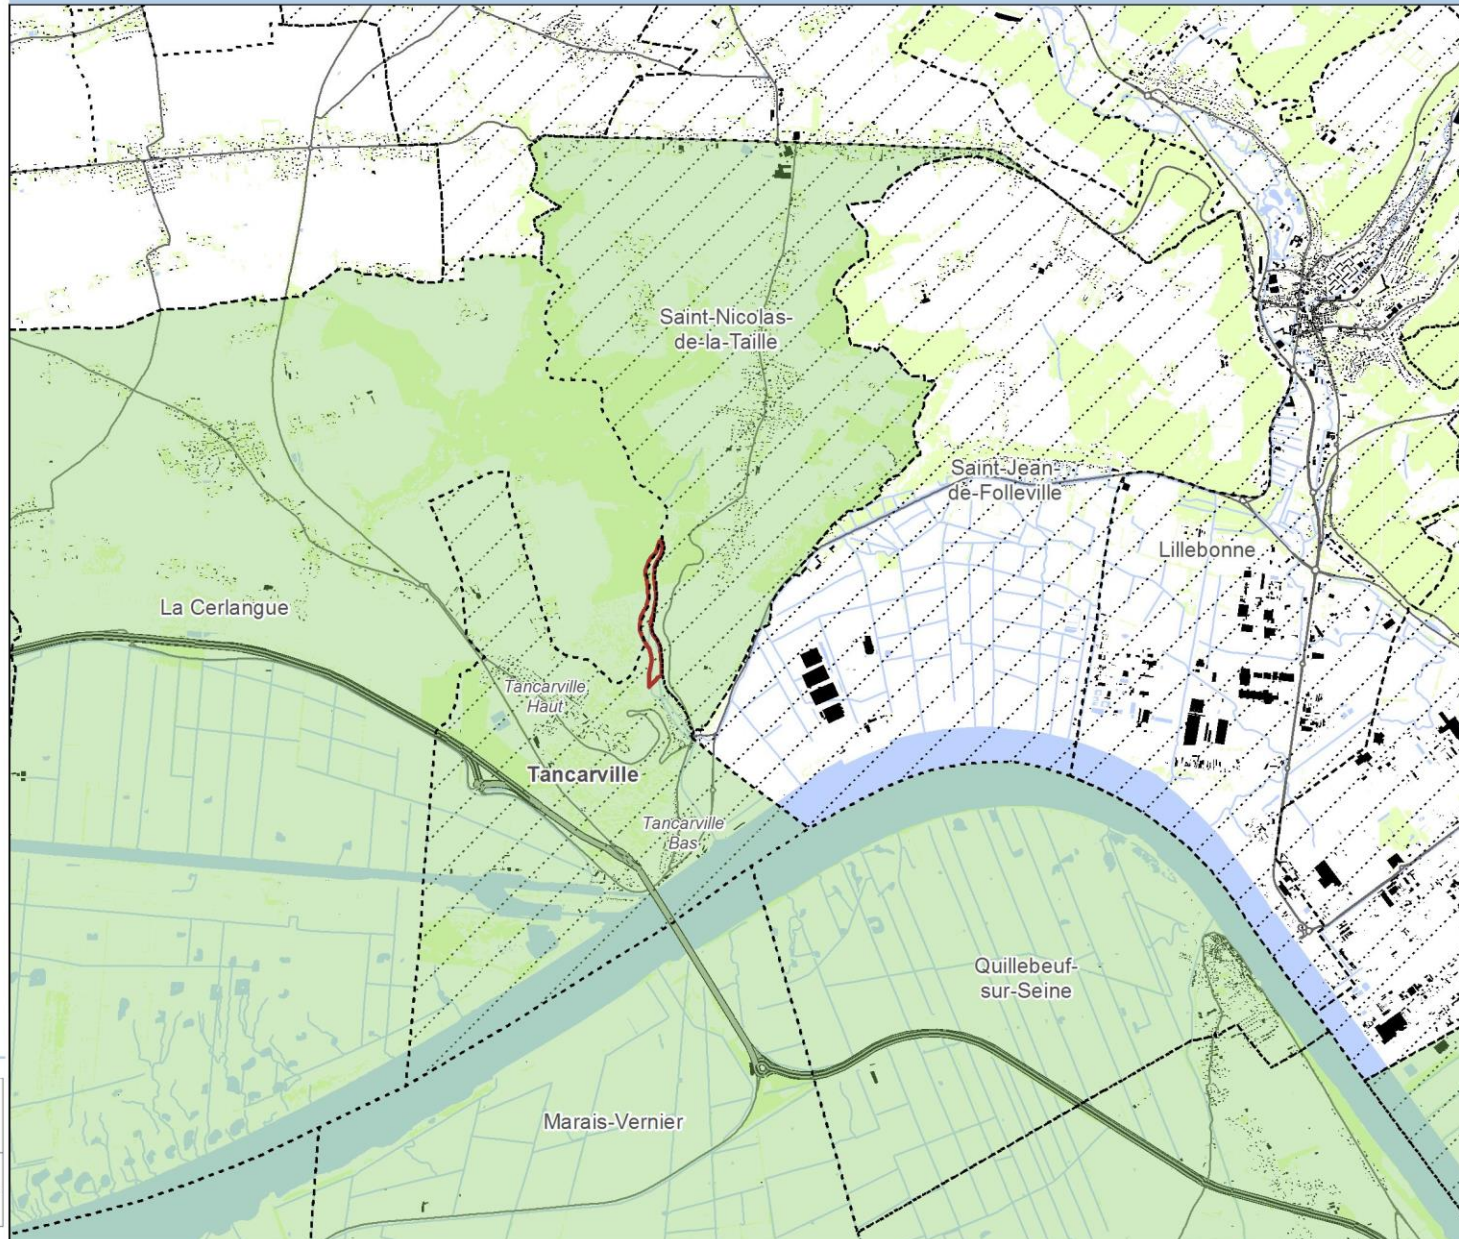 Saint-Nicolas-
de-la-Taille
Saint-Jean-
de-Folleville
Lillebonne
La Cerlangue
Tancarville
Haut
Tancarville
Tancarville
Bas
Quillebeuf-
sur-Seine
Marais-Vernier